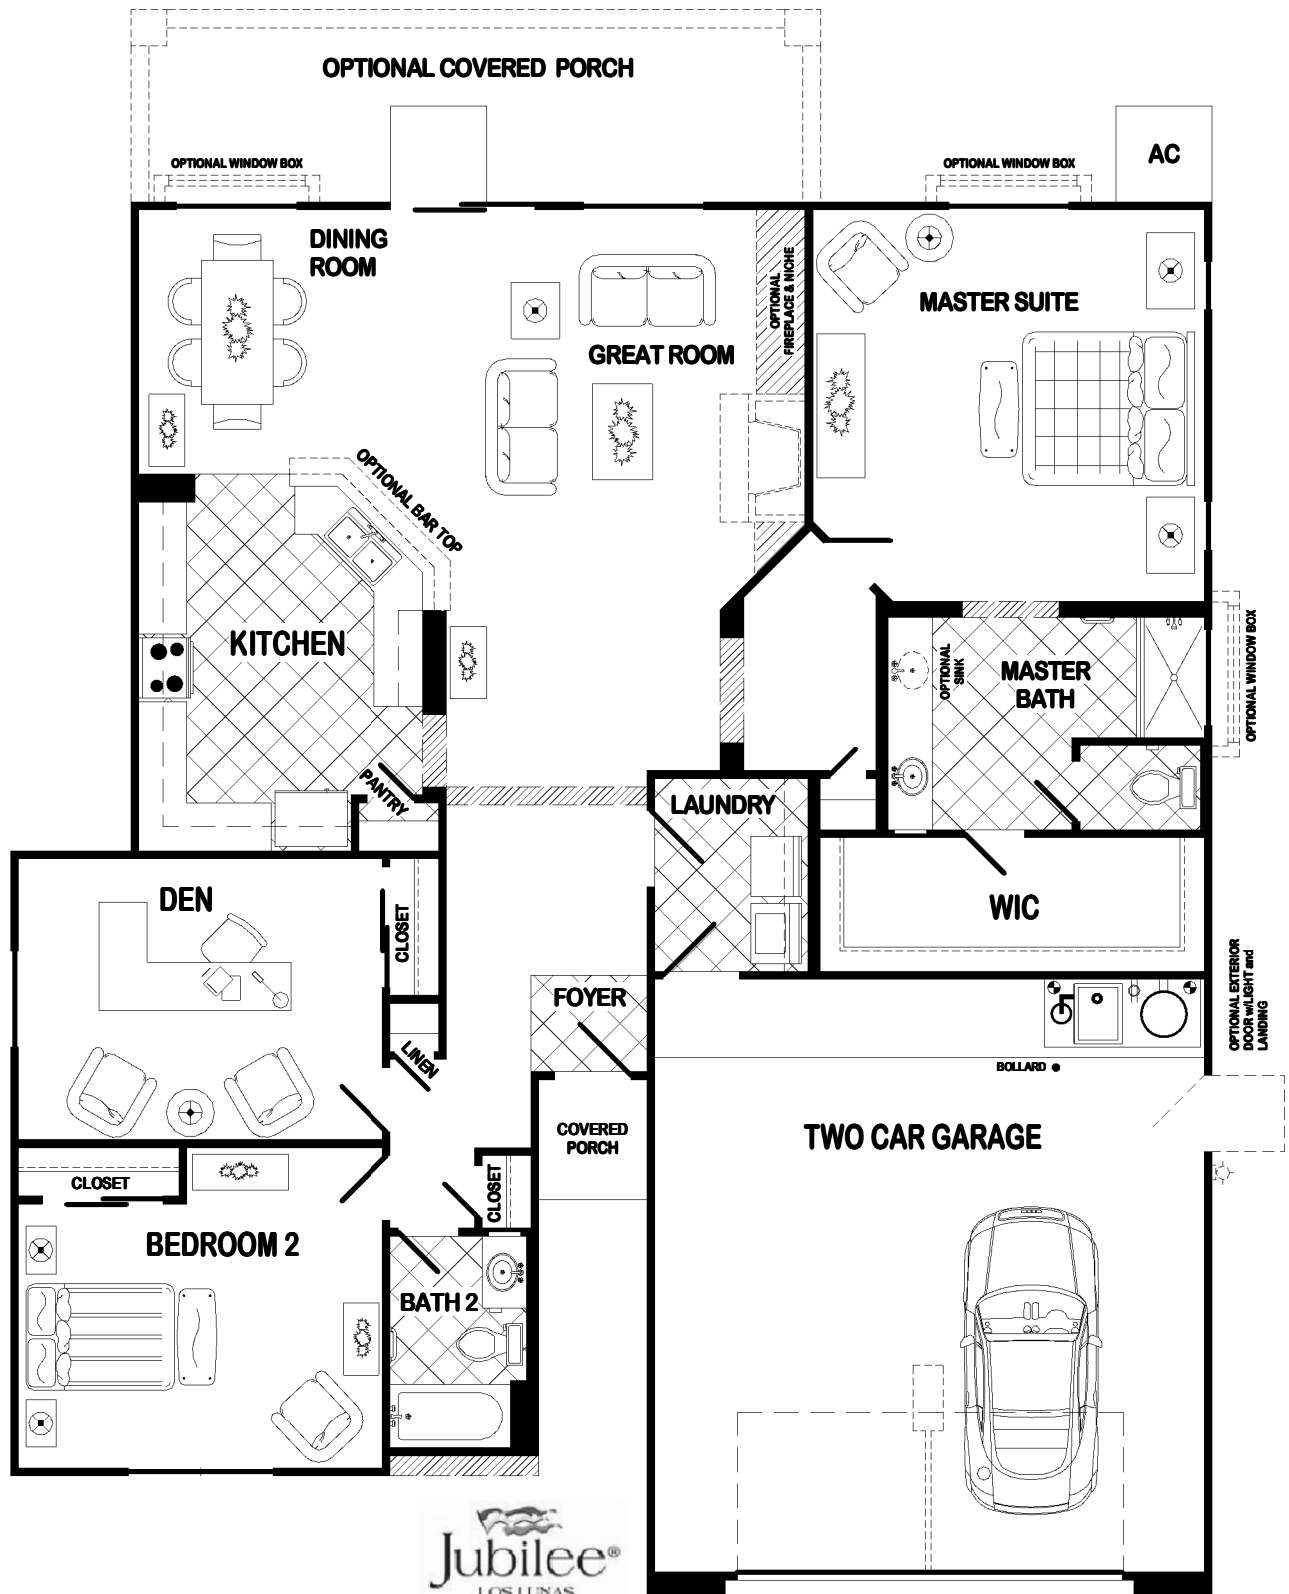 OPTIONAL COVERED PORCH
OPTIONAL WINDOW BOX
OPTIONAL WINDOW BOX
AC
DINING
ROOM
OPTIONAL
FIREPLACE & NICHE
MASTER SUITE
GREAT ROOM
OPTIONAL BAR TOP
KITCHEN
OPTIONAL
SINK
MASTER
BATH
OPTIONAL WINDOW BOX
PANTRY
LAUNDRY
DEN
CLOSET
WIC
OPTIONAL EXTERIOR
DOOR w/LIGHT and
LANDING
FOYER
LINEN
BOLLARD
COVERED
PORCH
TWO CAR GARAGE
CLOSET
CLOSET
BEDROOM 2
BATH 2
Jubilee®
LOS LUNAS